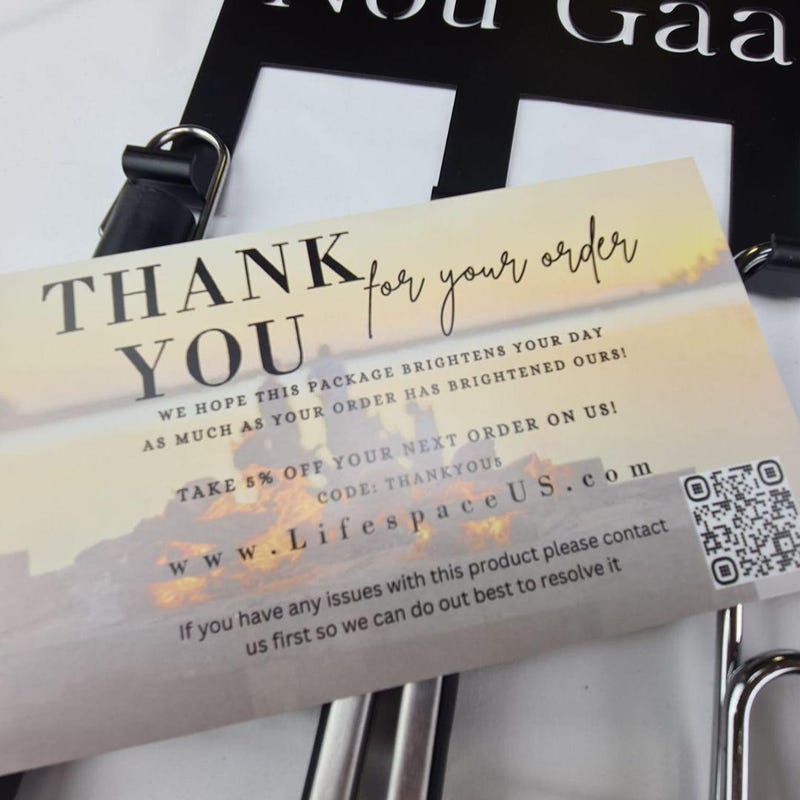 Nou Gaa
THANK YOU for your order
WE HOPE THIS PACKAGE BRIGHTENS YOUR DAY
AS MUCH AS YOUR ORDER HAS BRIGHTENED OURS!
TAKE 5% OFF YOUR NEXT ORDER ON US!
CODE: THANKYOU5
www.LifespaceUS.com
If you have any issues with this product please contact
us first so we can do out best to resolve it